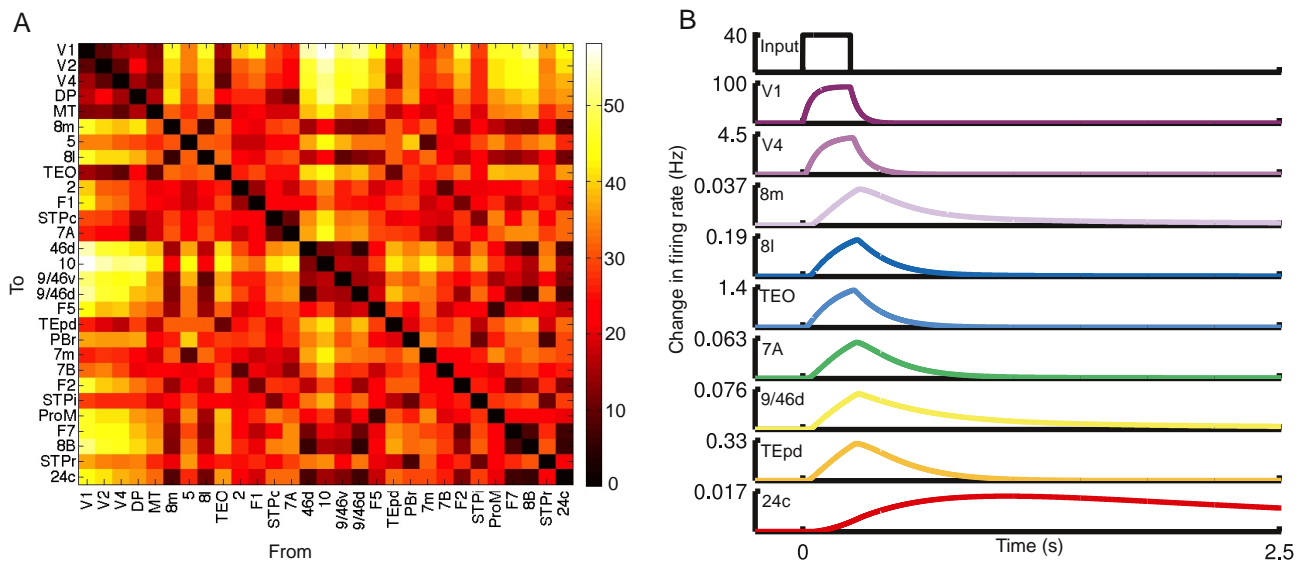 A
V1
V2
V4
DP
MT
8m
5
8l
TEO
2
F1
STPc
7A
46d
10
9/46v
9/46d
F5
TEpd
PBr
7m
7B
F2
STPi
ProM
F7
8B
STPr
24c
To
V1 V2 V4 DP MT 8m 5 8l TEO 2 F1 STPc 7A 46d 10 9/46v 9/46d F5 TEpd PBr 7m 7B F2 STPi ProM F7 8B STPr 24c
From
50
40
30
20
10
0
B
Change in firing rate (Hz)
40 Input
100 V1
4.5 V4
0.037 8m
0.19 8l
1.4 TEO
0.063 7A
0.076 9/46d
0.33 TEpd
0.017 24c
0 Time (s) 2.5